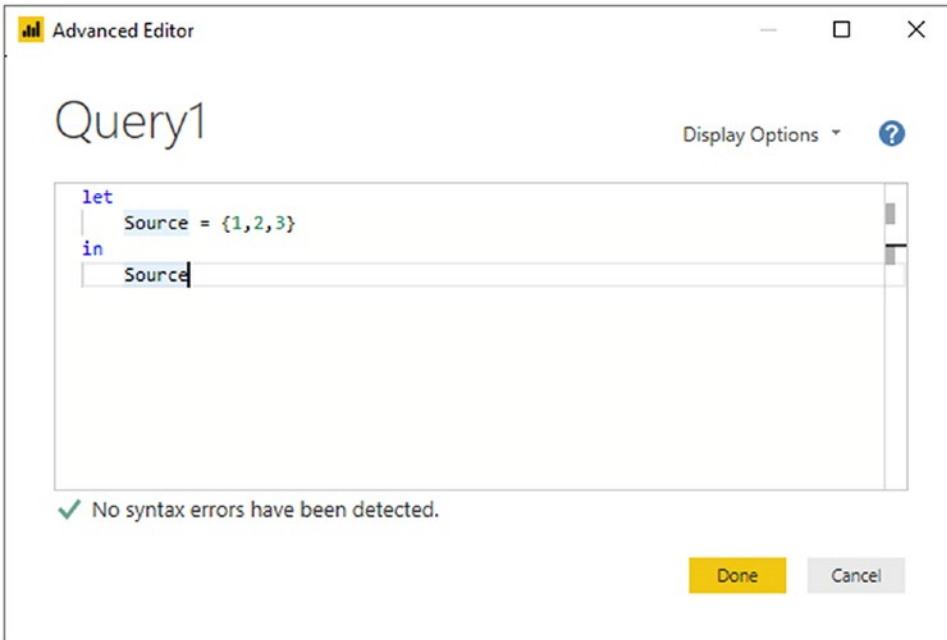 Advanced Editor
Query1
Display Options
?
let
Source = {1,2,3}
in
Source
No syntax errors have been detected.
Done
Cancel